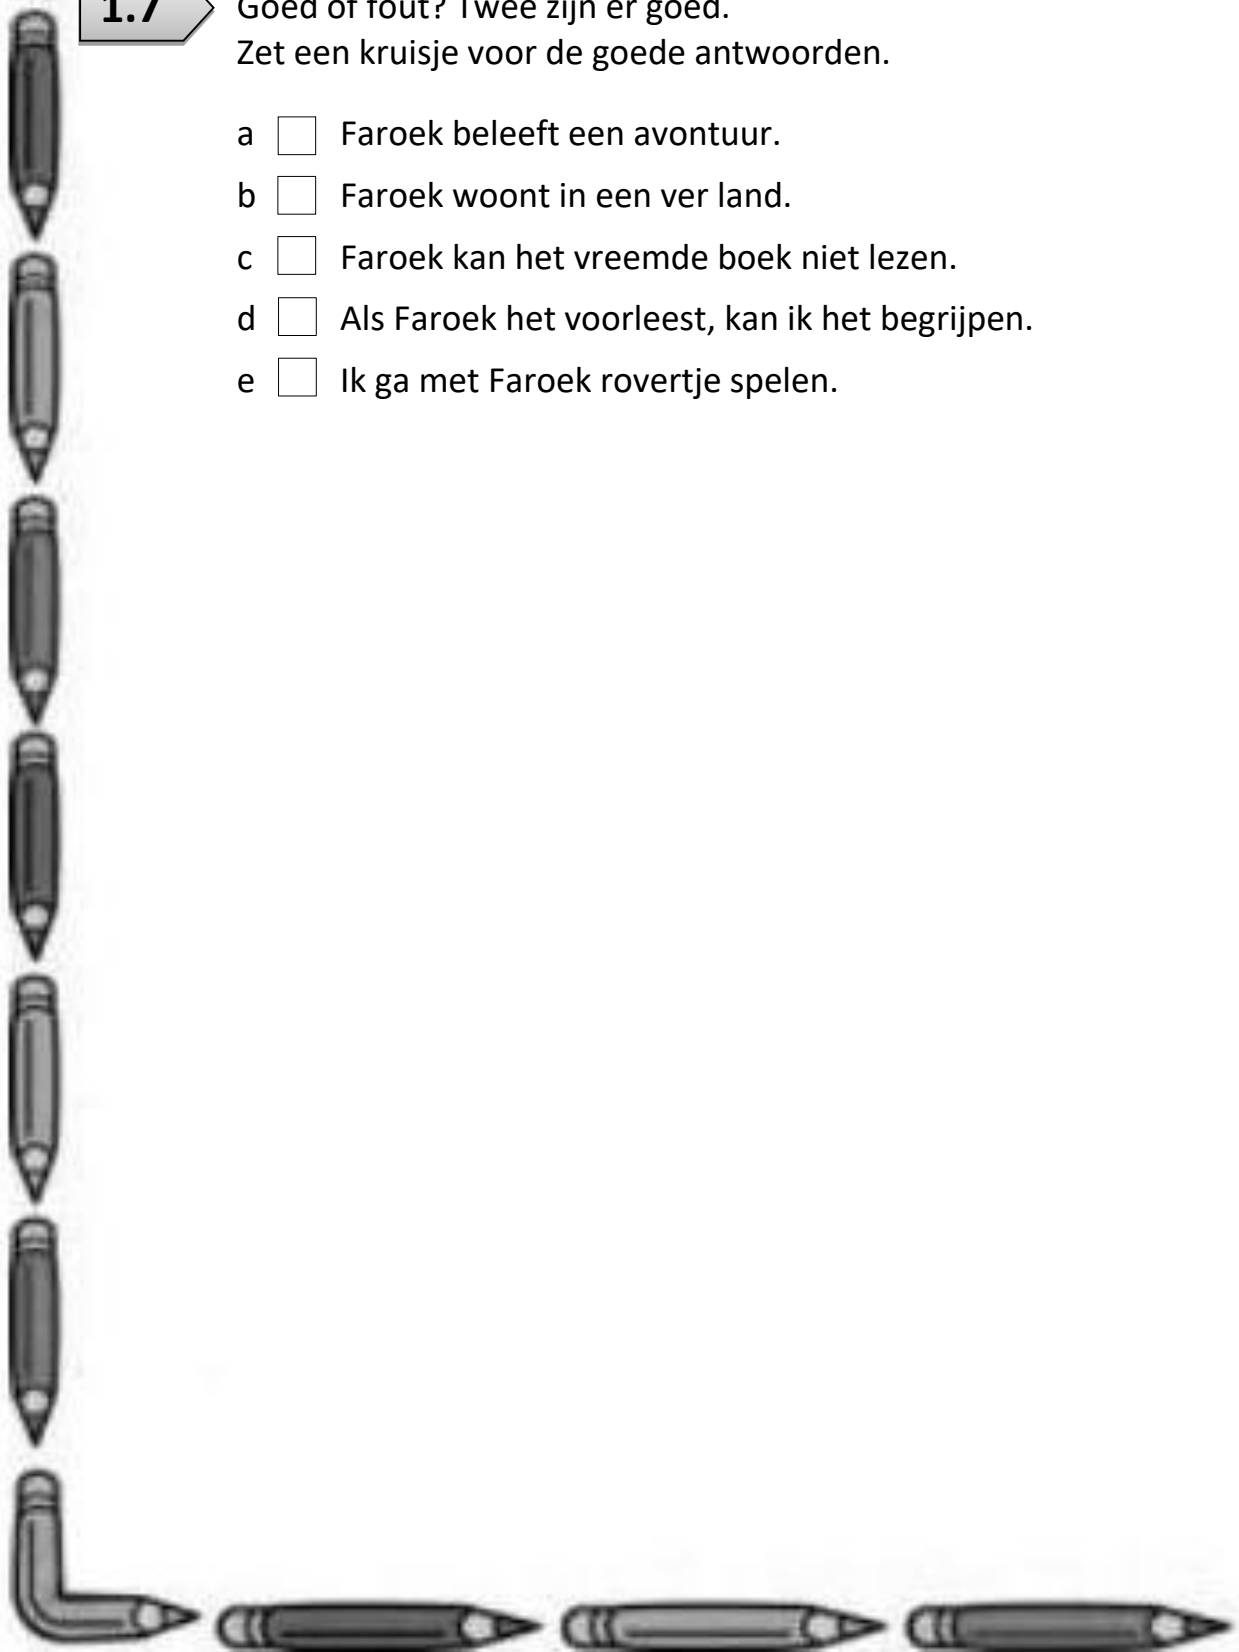 1.7 Goed of fout? Twee zijn er goed.
Zet een kruisje voor de goede antwoorden.
a Faroek beleeft een avontuur.
b Faroek woont in een ver land.
c Faroek kan het vreemde boek niet lezen.
d Als Faroek het voorleest, kan ik het begrijpen.
e Ik ga met Faroek rovertje spelen.